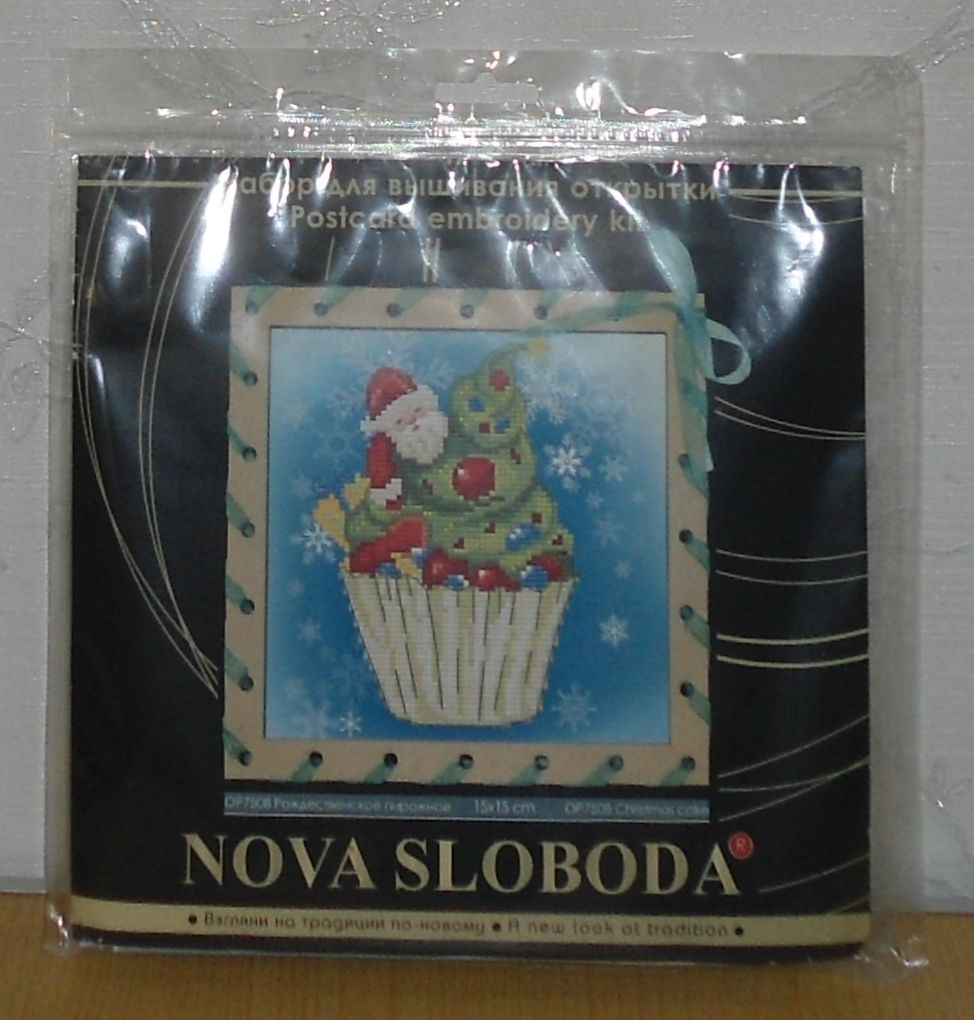 Набор для вышивания открытки
Postcard embroidery kit
OP7508 Рождественское пирожное 15x15 cm OP7508 Christmas cake
NOVA SLOBODA®
• Взгляни на традиции по-новому • A new look at tradition •